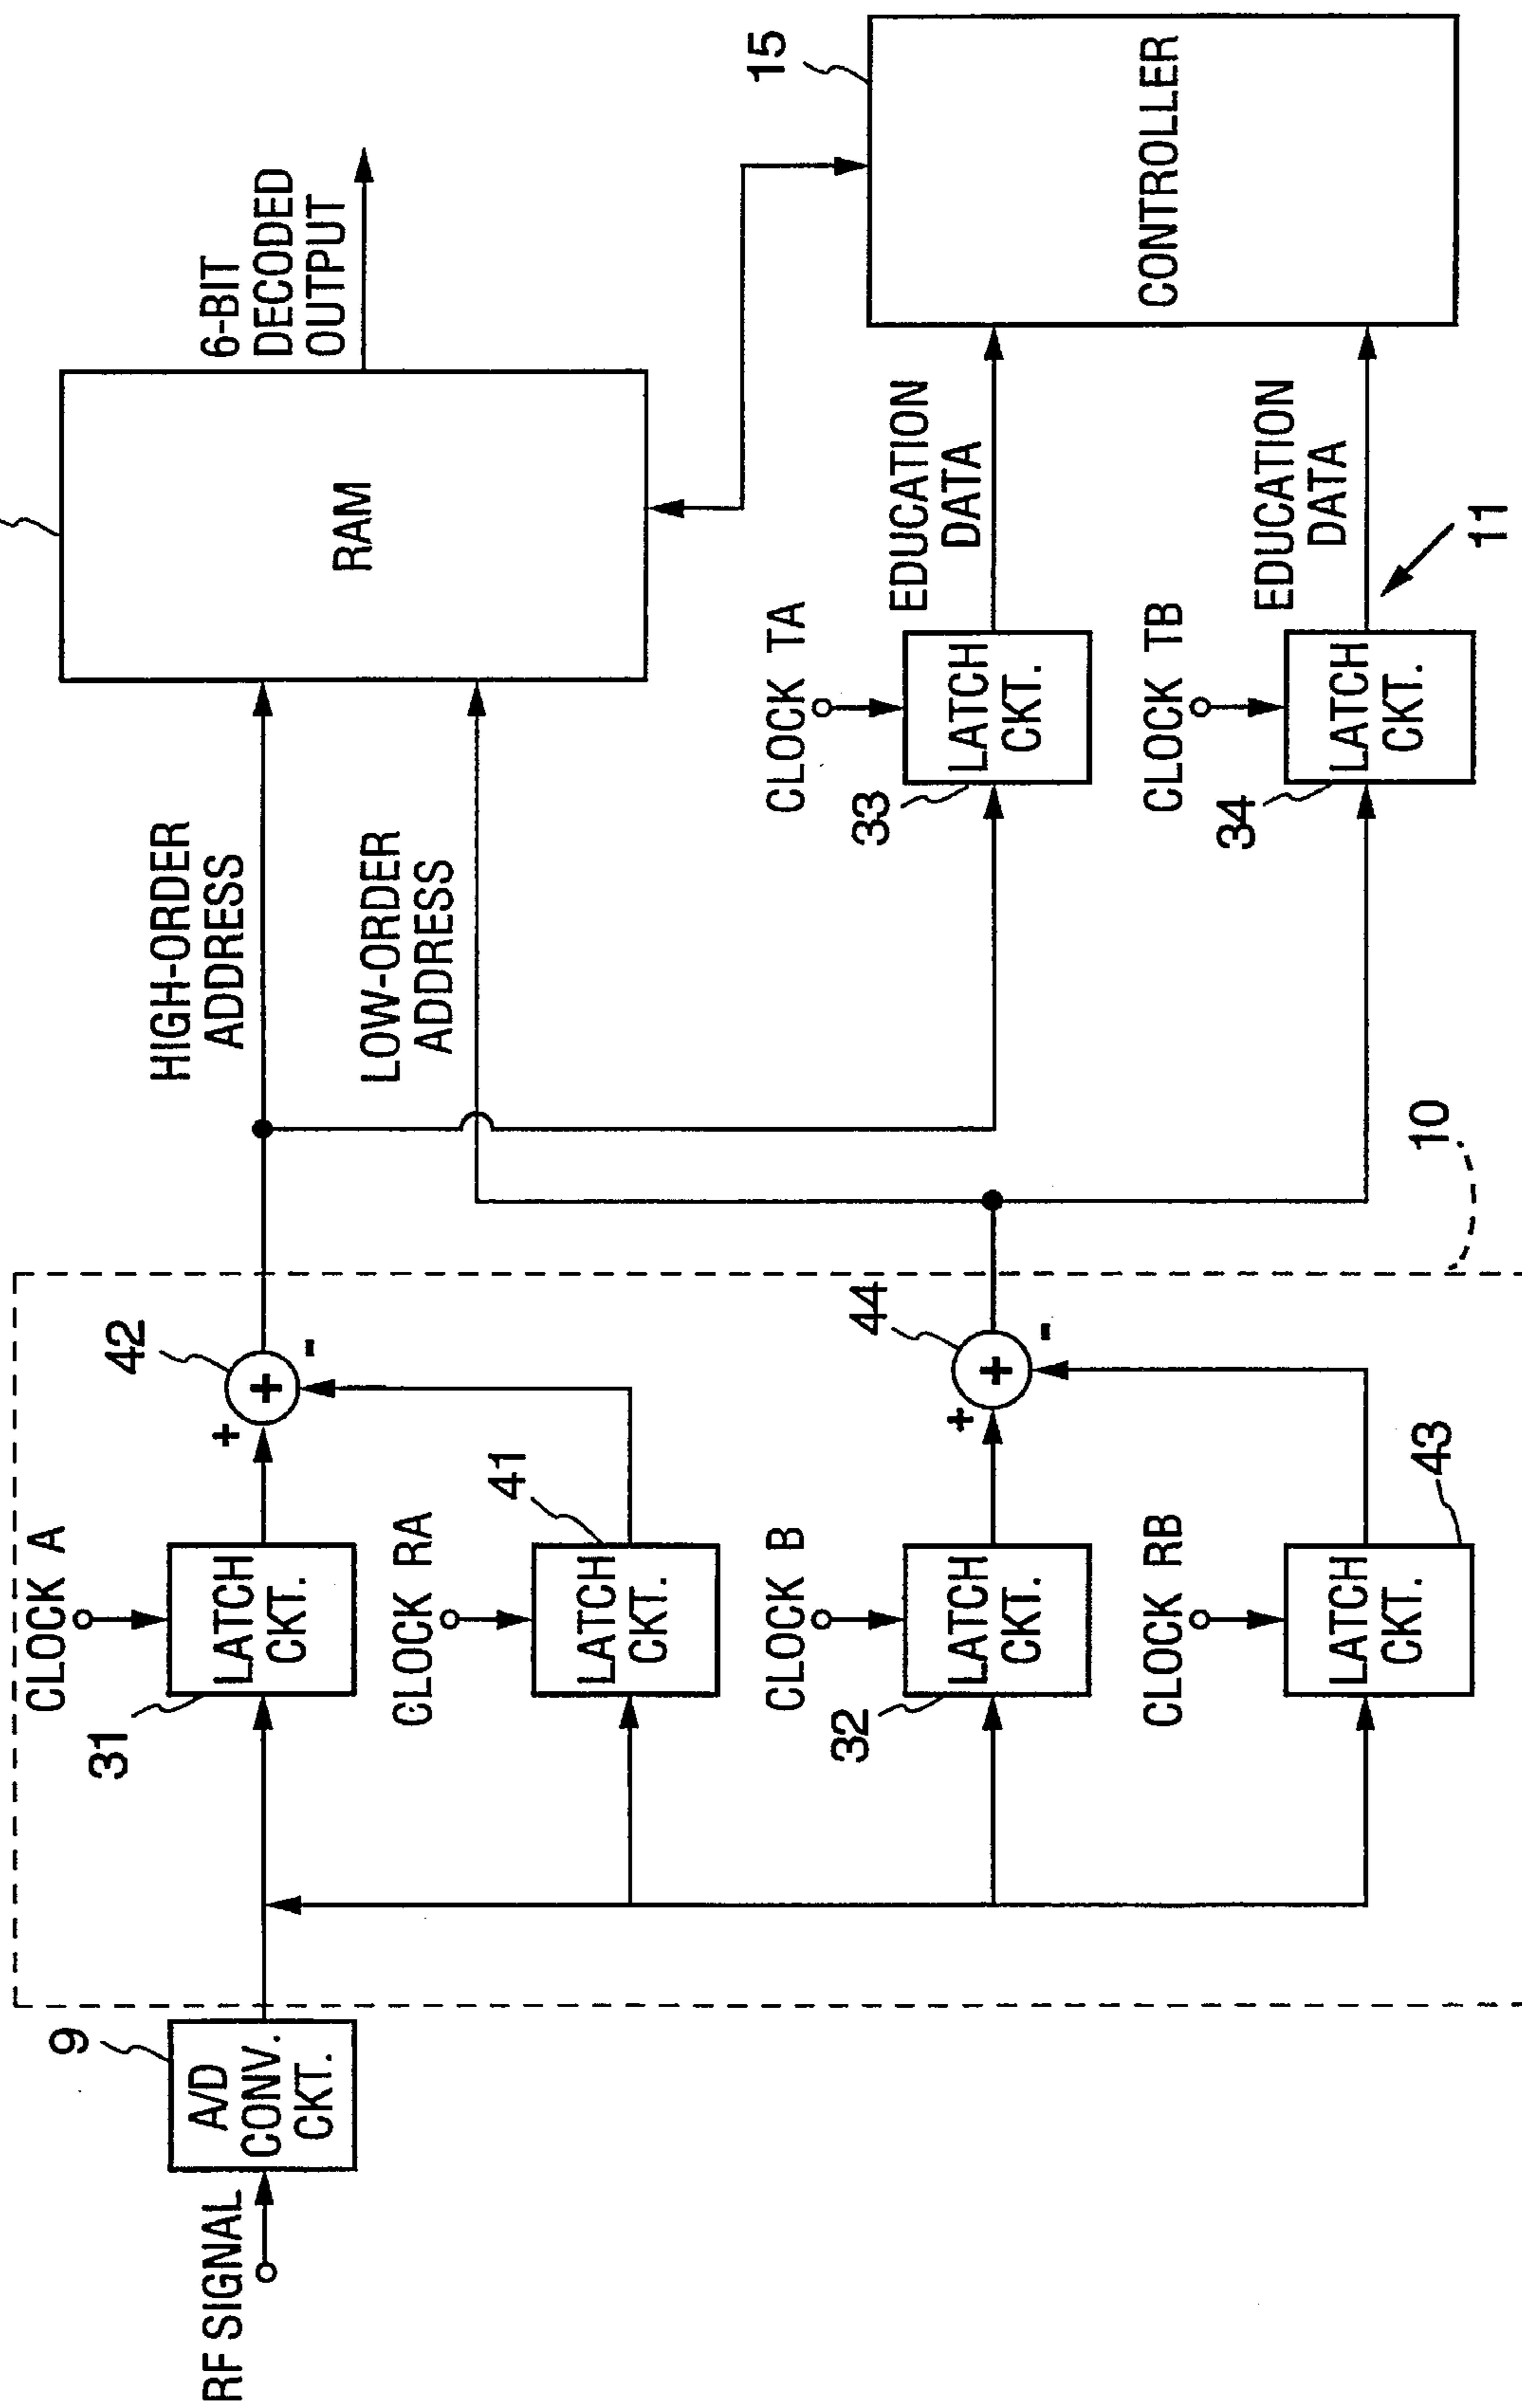 RF SIGNAL
9
A/D
CONV.
CKT.
CLOCK A
31
LATCH
CKT.
+
+
-
42
CLOCK RA
LATCH
CKT.
41
CLOCK B
32
LATCH
CKT.
+
+
-
44
CLOCK RB
LATCH
CKT.
43
10
HIGH-ORDER
ADDRESS
LOW-ORDER
ADDRESS
RAM
6-BIT
DECODED
OUTPUT
CLOCK TA
33
LATCH
CKT.
EDUCATION
DATA
CLOCK TB
34
LATCH
CKT.
EDUCATION
DATA
11
CONTROLLER
15